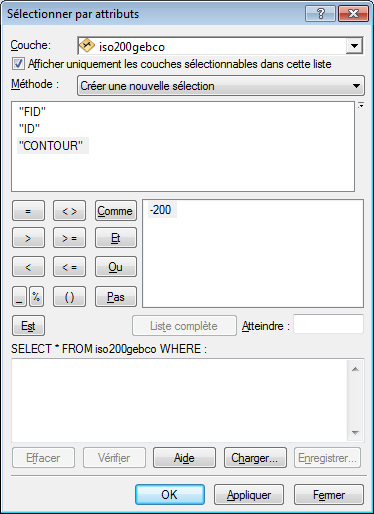 Sélectionner par attributs
Couche: iso200gebco
Afficher uniquement les couches sélectionnables dans cette liste
Méthode : Créer une nouvelle sélection
"FID"
"ID"
"CONTOUR"
= < > Comme -200
> > = Et
< < = Ou
_ % ( ) Pas
Est Liste complète Atteindre :
SELECT * FROM iso200gebco WHERE :
Effacer Vérifier Aide Charger... Enregistrer...
OK Appliquer Fermer